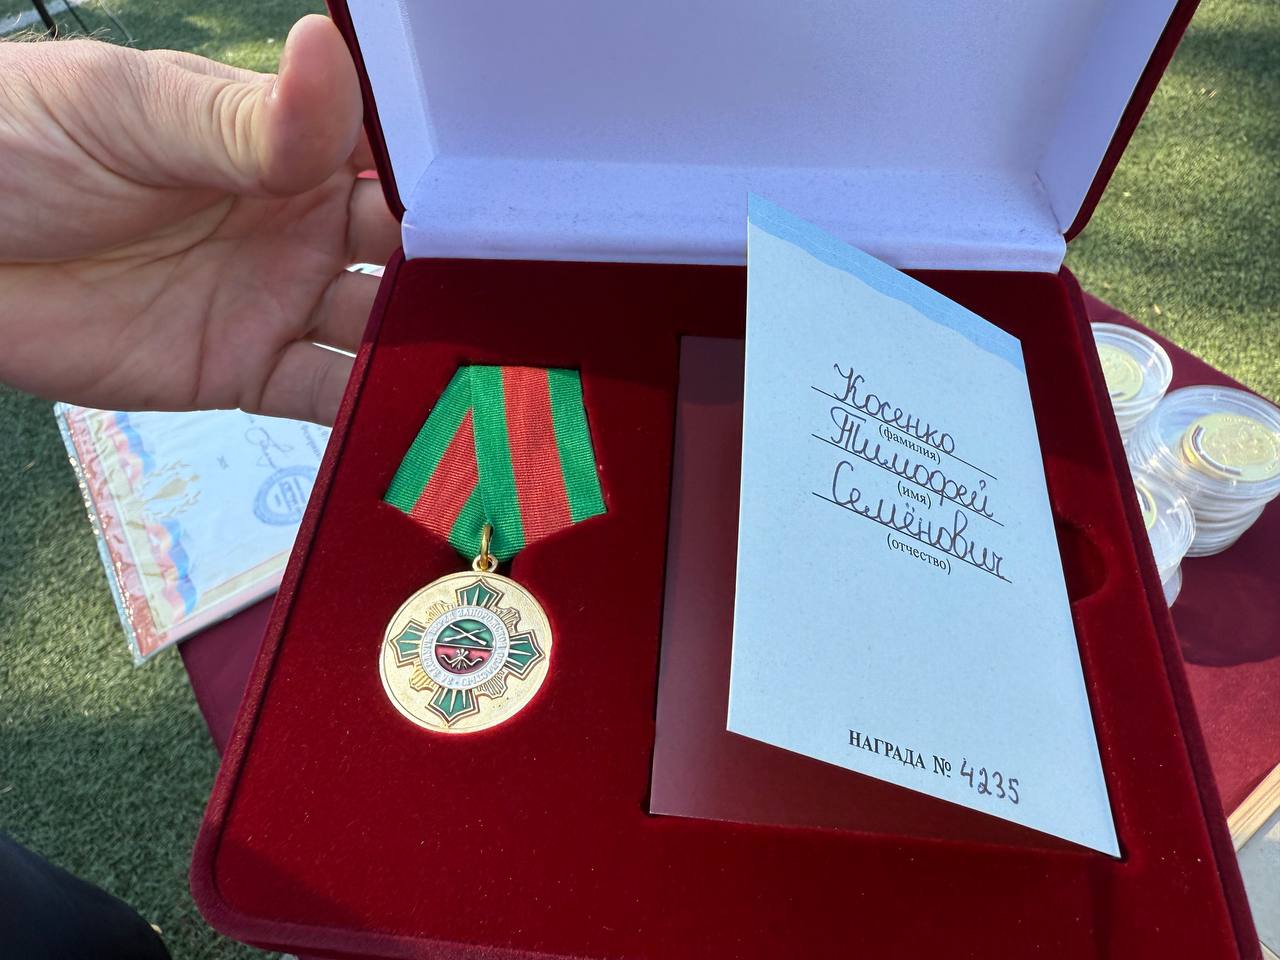 Косенко
(фамилия)
Тимофей
(имя)
Семёнович
(отчество)
НАГРАДА № 4235